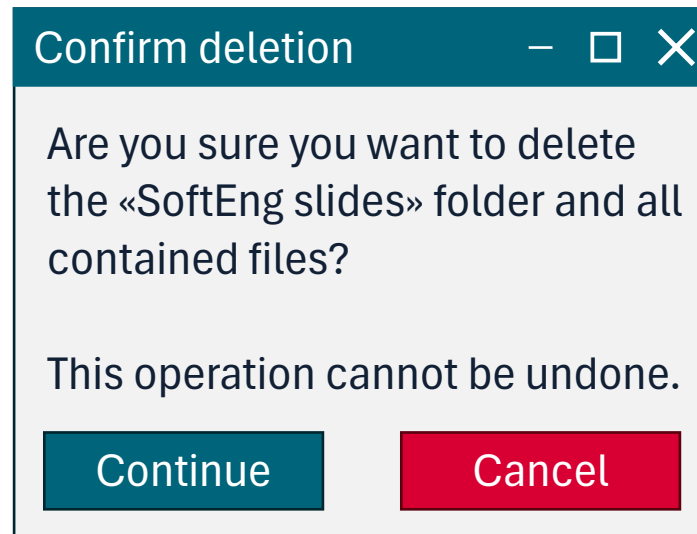 Confirm deletion
Are you sure you want to delete
the «SoftEng slides» folder and all
contained files?
This operation cannot be undone.
Continue
Cancel